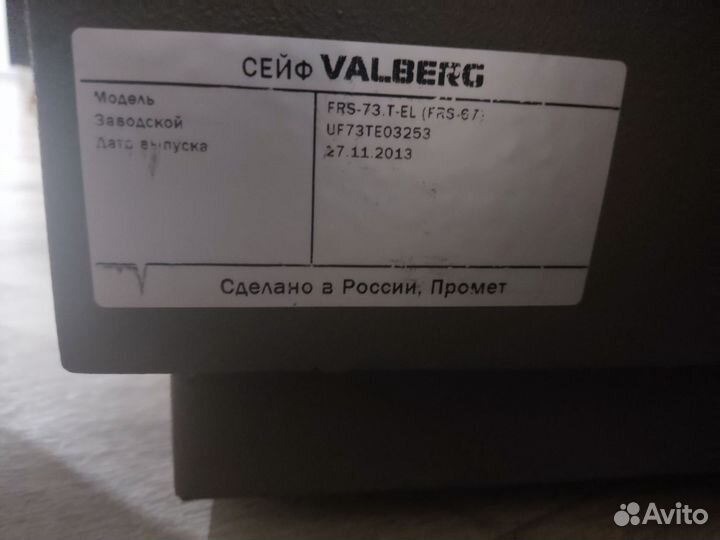 СЕЙФ VALBERG
Модель FRS-73.T-EL (FRS-67)
Заводской UF73TE03253
Дата выпуска 27.11.2013
Сделано в России, Промет
Avito